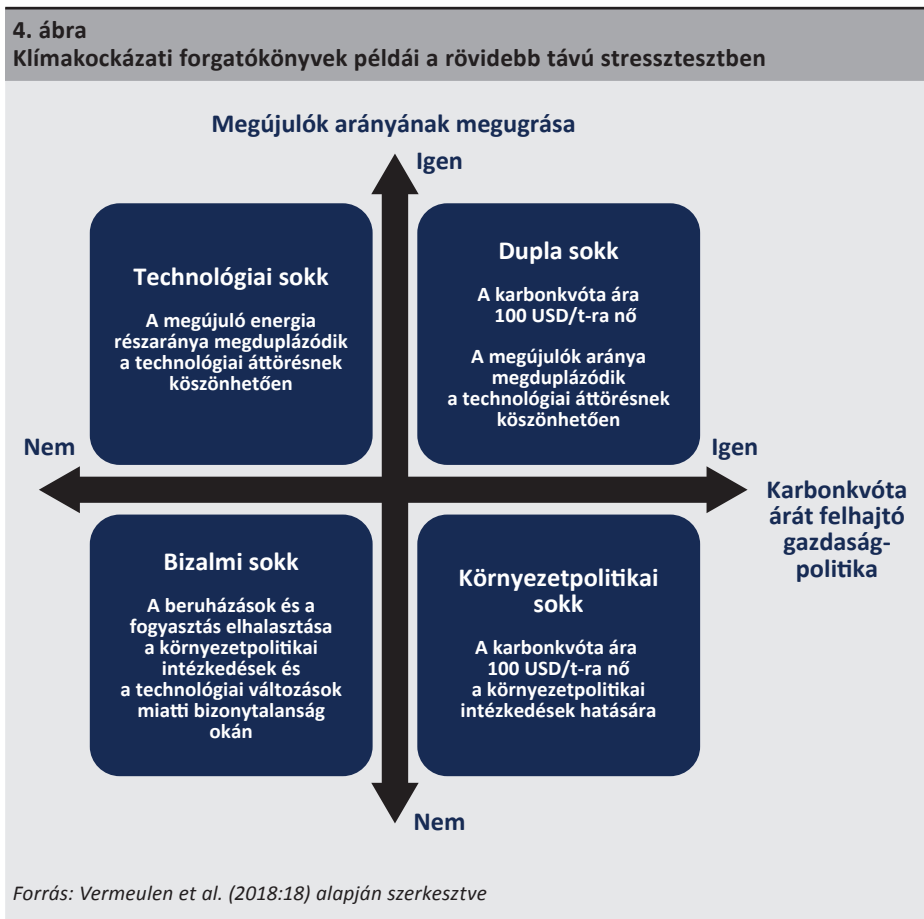 4. ábra
Klímakockázati forgatókönyvek példái a rövidebb távú stressztesztben
Megújulók arányának megugrása
Igen
Technológiai sokk
A megújuló energia
részaránya megduplázódik
a technológiai áttörésnek
köszönhetően
Dupla sokk
A karbonkvóta ára
100 USD/t-ra nő
A megújulók aránya
megduplázódik
a technológiai áttörésnek
köszönhetően
Nem
Igen
Karbonkvóta
árát felhajtó
gazdaság-
politika
Bizalmi sokk
A beruházások és a
fogyasztás elhalasztása
a környezetpolitikai
intézkedések és
a technológiai változások
miatti bizonytalanság
okán
Környezetpolitikai
sokk
A karbonkvóta ára
100 USD/t-ra nő
a környezetpolitikai
intézkedések hatására
Nem
Forrás: Vermeulen et al. (2018:18) alapján szerkesztve